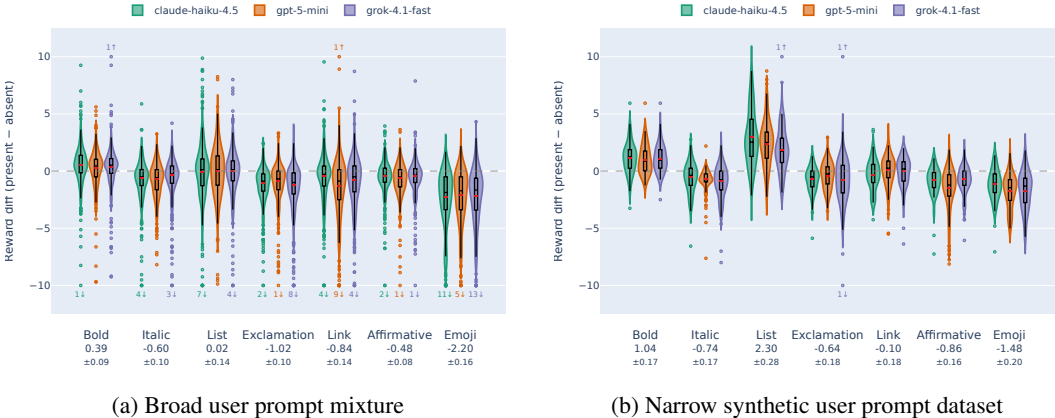 claude-haiku-4.5 gpt-5-mini grok-4.1-fast
Reward diff (present − absent)
10
5
0
−5
−10
1↑ 1↑
1↓ 4↓ 3↓ 7↓ 4↓ 2↓ 1↓ 8↓ 4↓ 9↓ 4↓ 2↓ 1↓ 1↓ 11↓ 5↓ 13↓
Bold Italic List Exclamation Link Affirmative Emoji
0.39 -0.60 0.02 -1.02 -0.84 -0.48 -2.20
±0.09 ±0.10 ±0.14 ±0.10 ±0.14 ±0.08 ±0.16
(a) Broad user prompt mixture
claude-haiku-4.5 gpt-5-mini grok-4.1-fast
Reward diff (present − absent)
10
5
0
−5
−10
1↑ 1↑
1↓
Bold Italic List Exclamation Link Affirmative Emoji
1.04 -0.74 2.30 -0.64 -0.10 -0.86 -1.48
±0.17 ±0.17 ±0.28 ±0.18 ±0.18 ±0.16 ±0.20
(b) Narrow synthetic user prompt dataset